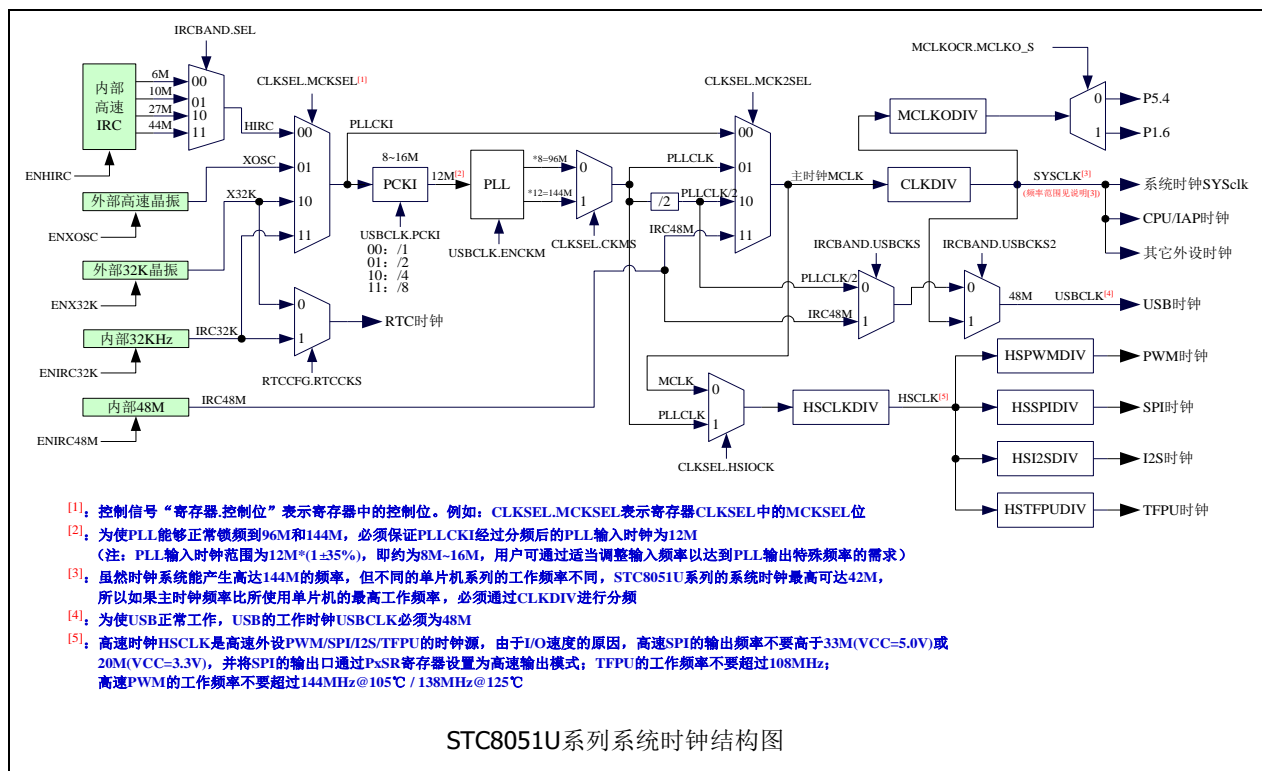 IRCBAND.SEL
MCLKOCR.MCLKO_S
内部
高速
IRC
6M
10M
27M
44M
00
01
10
11
HIRC
CLKSEL.MCKSEL[1]
00
01
10
11
PLLCKI
CLKSEL.MCK2SEL
00
01
10
11
MCLKODIV
0
1
P5.4
P1.6
ENHIRC
XOSC
外部高速晶振
X32K
ENXOSC
外部32K晶振
ENX32K
8~16M
PCKI
12M[2]
PLL
*8=96M
*12=144M
0
1
USBCLK.PCKI
00: /1
01: /2
10: /4
11: /8
USBCLK.ENCKM
CLKSEL.CKMS
PLLCLK
/2
PLLCLK/2
IRC48M
主时钟MCLK
CLKDIV
SYSCLK[3]
(频率范围见说明[3])
系统时钟SYSclk
CPU/IAP时钟
其它外设时钟
IRCBAND.USBCKS
IRCBAND.USBCKS2
PLLCLK/2
0
IRC48M
1
0
1
48M
USBCLK[4]
USB时钟
内部32KHz
IRC32K
ENIRC32K
0
1
RTC时钟
RTCCFG.RTCCKS
内部48M
IRC48M
ENIRC48M
MCLK
0
PLLCLK
1
CLKSEL.HSIOCK
HSCLKDIV
HSCLK[5]
HSPWMDIV
PWM时钟
HSSPIDIV
SPI时钟
HSI2SDIV
I2S时钟
HSTFPUDIV
TFPU时钟
[1]：控制信号“寄存器.控制位”表示寄存器中的控制位。例如：CLKSEL.MCKSEL表示寄存器CLKSEL中的MCKSEL位
[2]：为使PLL能够正常锁频到96M和144M，必须保证PLLCKI经过分频后的PLL输入时钟为12M
（注：PLL输入时钟范围为12M*(1±35%)，即约为8M~16M，用户可通过适当调整输入频率以达到PLL输出特殊频率的需求）
[3]：虽然时钟系统能产生高达144M的频率，但不同的单片机系列的工作频率不同，STC8051U系列的系统时钟最高可达42M，
所以如果主时钟频率比所使用单片机的最高工作频率，必须通过CLKDIV进行分频
[4]：为使USB正常工作，USB的工作时钟USBCLK必须为48M
[5]：高速时钟HSCLK是高速外设PWM/SPI/I2S/TFPU的时钟源，由于I/O速度的原因，高速SPI的输出频率不要高于33M(VCC=5.0V)或
20M(VCC=3.3V)，并将SPI的输出口通过PxSR寄存器设置为高速输出模式；TFPU的工作频率不要超过108MHz；
高速PWM的工作频率不要超过144MHz@105℃ / 138MHz@125℃
STC8051U系列系统时钟结构图